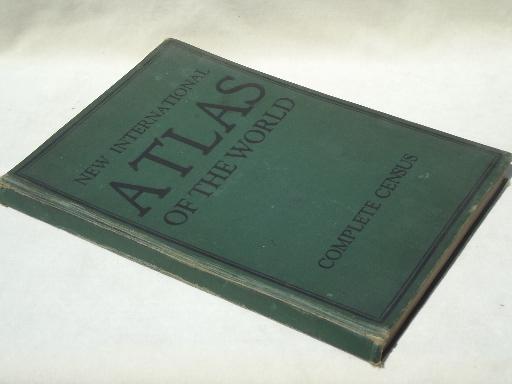 NEW INTERNATIONAL
ATLAS
OF THE WORLD
COMPLETE CENSUS